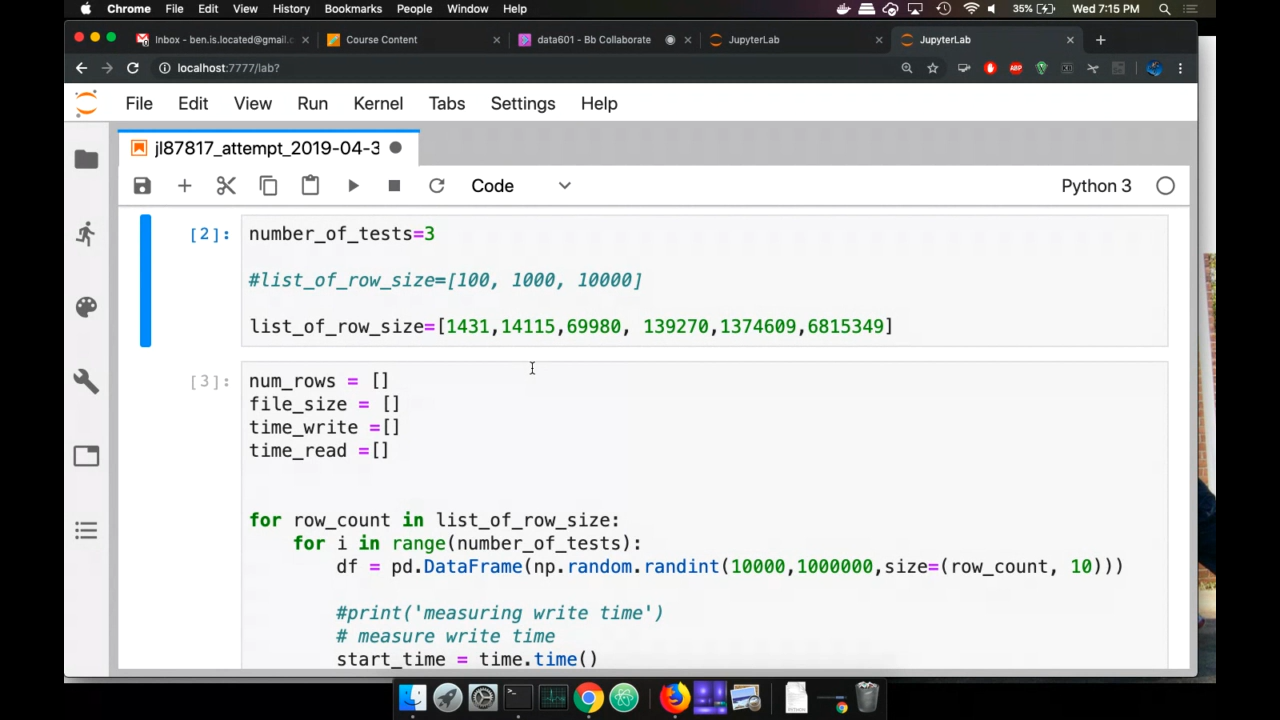 Chrome File Edit View History Bookmarks People Window Help 35% Wed 7:15 PM
Inbox - ben.is.located@gmail.c Course Content data601 - Bb Collaborate JupyterLab JupyterLab
localhost:7777/lab? ABP
File Edit View Run Kernel Tabs Settings Help
jl87817_attempt_2019-04-3
Code Python 3
[2]: number_of_tests=3
#list_of_row_size=[100, 1000, 10000]
list_of_row_size=[1431,14115,69980, 139270,1374609,6815349]
[3]: num_rows = []
file_size = []
time_write =[]
time_read =[]
for row_count in list_of_row_size:
for i in range(number_of_tests):
df = pd.DataFrame(np.random.randint(10000,1000000,size=(row_count, 10)))
#print('measuring write time')
# measure write time
start_time = time.time()